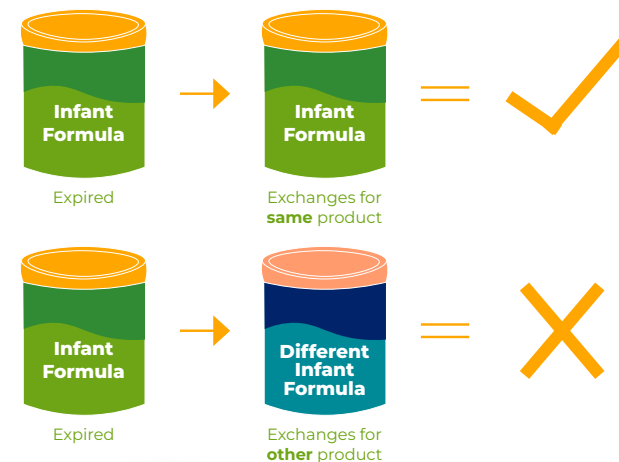 Infant
Formula
Infant
Formula
Expired
Exchanges for
same product
Infant
Formula
Different
Infant
Formula
Expired
Exchanges for
other product